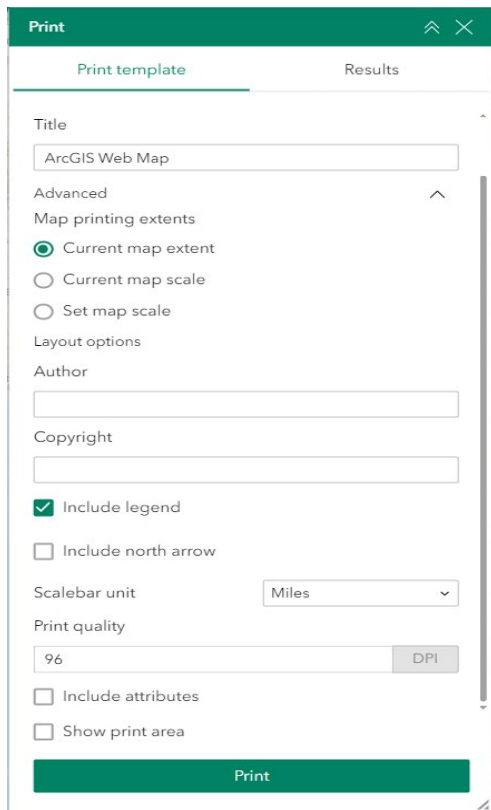 Print
Print template Results
Title
ArcGIS Web Map
Advanced
Map printing extents
Current map extent
Current map scale
Set map scale
Layout options
Author
Copyright
Include legend
Include north arrow
Scalebar unit Miles
Print quality
96 DPI
Include attributes
Show print area
Print